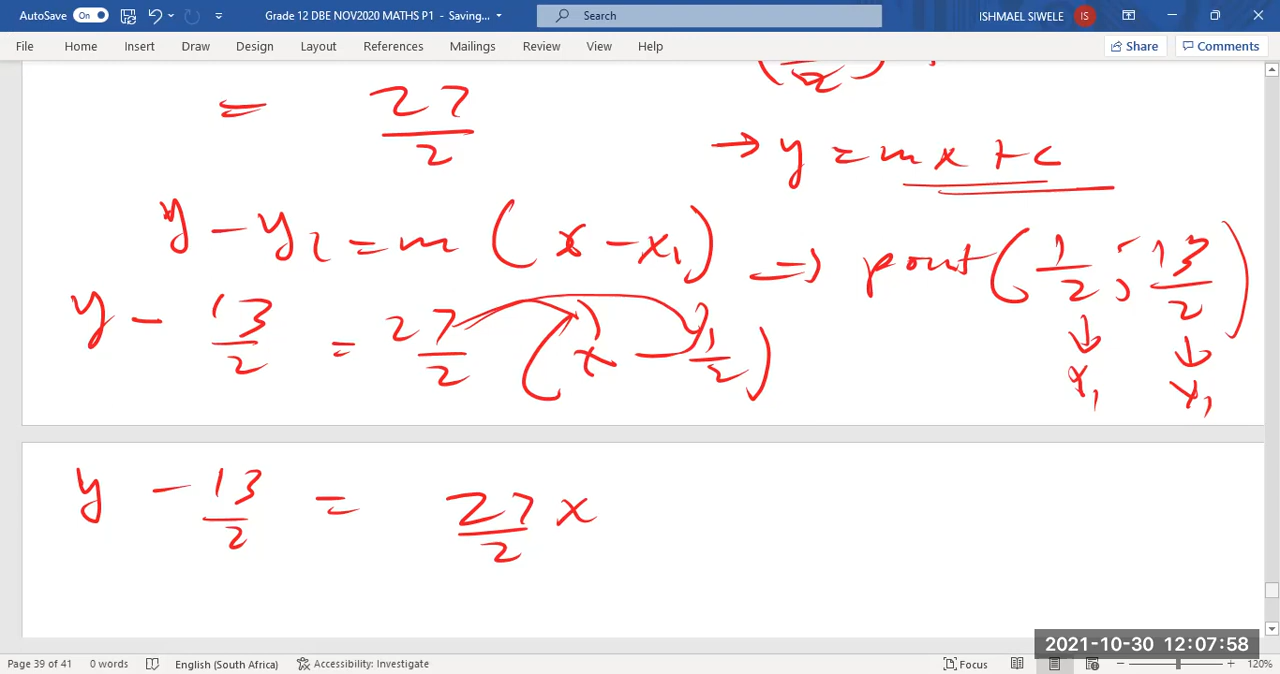 AutoSave On Grade 12 DBE NOV2020 MATHS P1 - Saving... Search ISHMAEL SIWELE IS
File Home Insert Draw Design Layout References Mailings Review View Help Share Comments
= 27/2
→ y = mx + c
y - y2 = m (x - x1) ⇒ point (1/2 ; 13/2)
y - 13/2 = 27/2 (x - 1/2)
↓ ↓
x1 y1
y - 13/2 = 27/2 x
2021-10-30 12:07:58
Page 39 of 41 0 words English (South Africa) Accessibility: Investigate Focus 120%